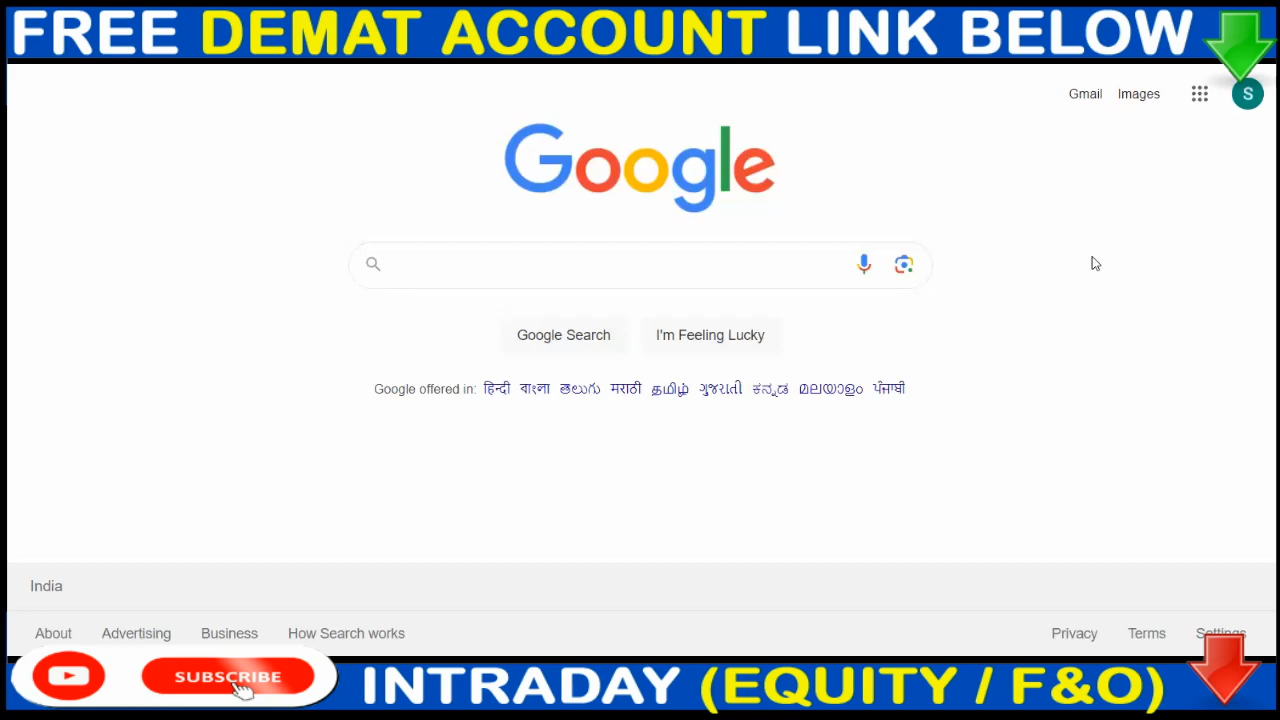 FREE DEMAT ACCOUNT LINK BELOW
Gmail Images S
Google
Google Search I'm Feeling Lucky
Google offered in: हिन्दी বাংলা తెలుగు मराठी தமிழ் ગુજરાતી ಕನ್ನಡ മലയാളം ਪੰਜਾਬੀ
India
About Advertising Business How Search works Privacy Terms Settings
SUBSCRIBE INTRADAY (EQUITY / F&O)